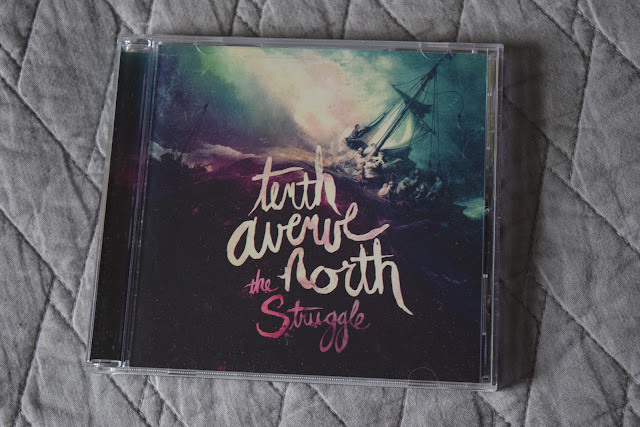 tenth
avenue
the north
Struggle